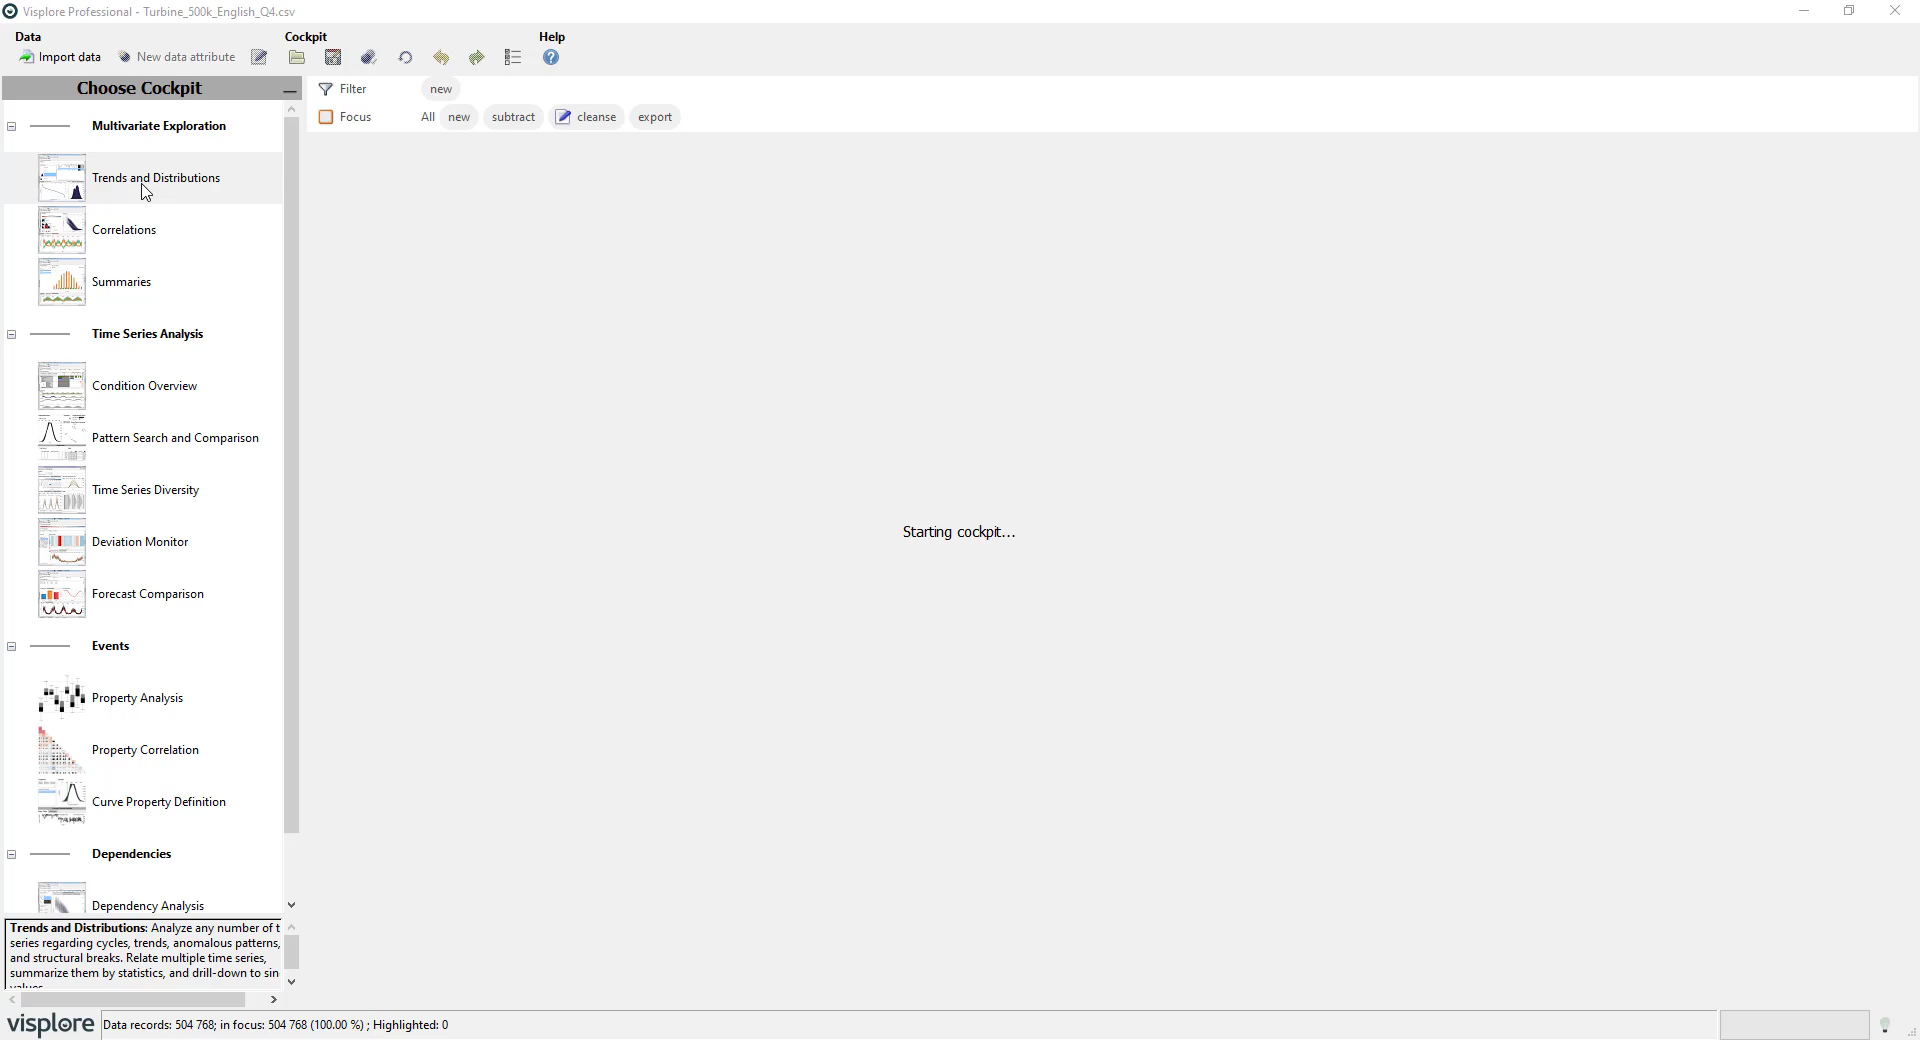 Visplore Professional - Turbine_500k_English_Q4.csv
Data
Cockpit
Help
Import data
New data attribute
Choose Cockpit
Filter
new
Focus
All
new
subtract
cleanse
export
Multivariate Exploration
Trends and Distributions
Correlations
Summaries
Time Series Analysis
Condition Overview
Pattern Search and Comparison
Time Series Diversity
Deviation Monitor
Forecast Comparison
Events
Property Analysis
Property Correlation
Curve Property Definition
Dependencies
Dependency Analysis
Starting cockpit...
Trends and Distributions: Analyze any number of t
series regarding cycles, trends, anomalous patterns,
and structural breaks. Relate multiple time series,
summarize them by statistics, and drill-down to sin
visplore
Data records: 504 768; in focus: 504 768 (100.00 %) ; Highlighted: 0